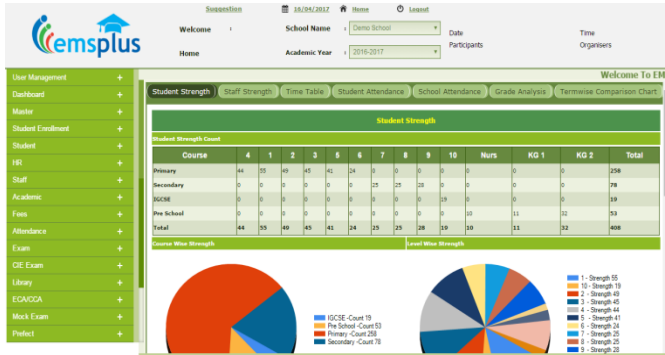 Suggestion 18/04/2017 Home Logout
emsplus
Welcome :
School Name : Demo School
Date
Time
Home
Academic Year : 2016-2017
Participants
Organisers
Welcome To EM
User Management +
Dashboard +
Master +
Student Enrollment +
Student +
HR +
Staff +
Academic +
Fees +
Attendance +
Exam +
CIE Exam +
Library +
ECA/CCA +
Mock Exam +
Prefect +
Student Strength Staff Strength Time Table Student Attendance School Attendance Grade Analysis Termwise Comparison Chart
Student Strength
Student Strength Count
Course 4 1 2 3 5 6 7 8 9 10 Nurs KG 1 KG 2 Total
Primary 44 55 49 45 41 24 0 0 0 0 0 0 0 258
Secondary 0 0 0 0 0 0 25 25 28 0 0 0 0 78
IGCSE 0 0 0 0 0 0 0 0 0 19 0 0 0 19
Pre School 0 0 0 0 0 0 0 0 0 0 10 11 32 53
Total 44 55 49 45 41 24 25 25 28 19 10 11 32 408
Course Wise Strength
Level Wise Strength
IGCSE -Count 19
Pre School -Count 53
Primary -Count 258
Secondary -Count 78
1 - Strength 55
10 - Strength 19
2 - Strength 49
3 - Strength 45
4 - Strength 44
5 - Strength 41
6 - Strength 24
7 - Strength 25
8 - Strength 25
9 - Strength 28